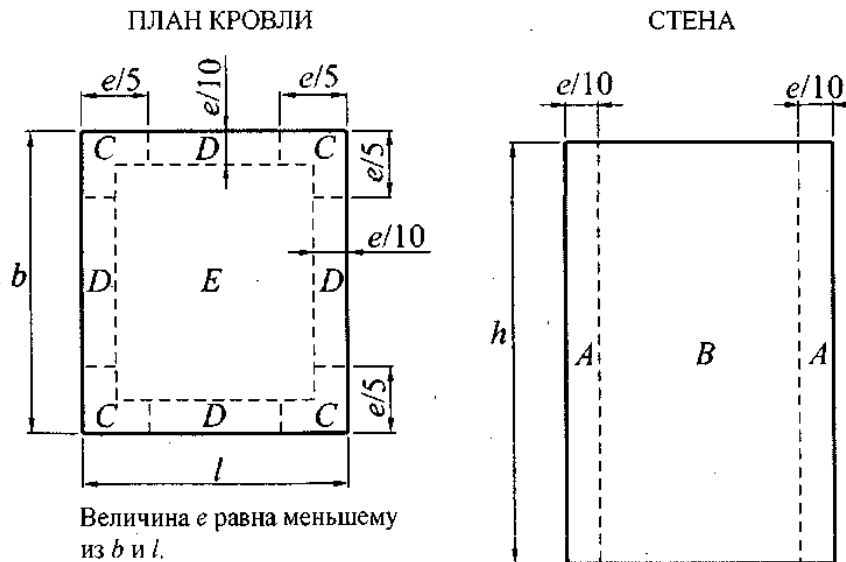 ПЛАН КРОВЛИ
СТЕНА
e/5
e/10
e/5
e/10
e/10
C
D
C
e/5
e/10
b
D
E
D
h
A
B
A
C
D
C
e/5
l
Величина e равна меньшему
из b и l.